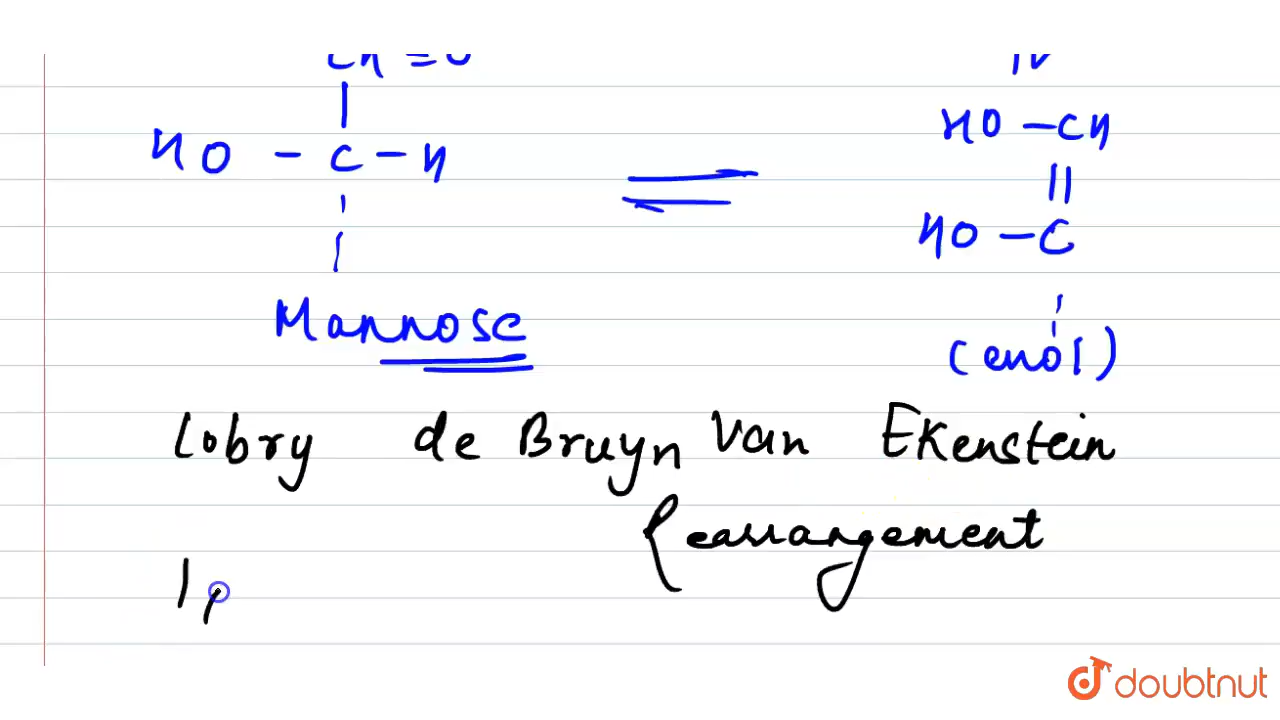 CH = O
HO - C - H
HO - CH
||
HO - C
Mannose
(enol)
Lobry de Bruyn Van Ekenstein
Rearrangement
doubtnut